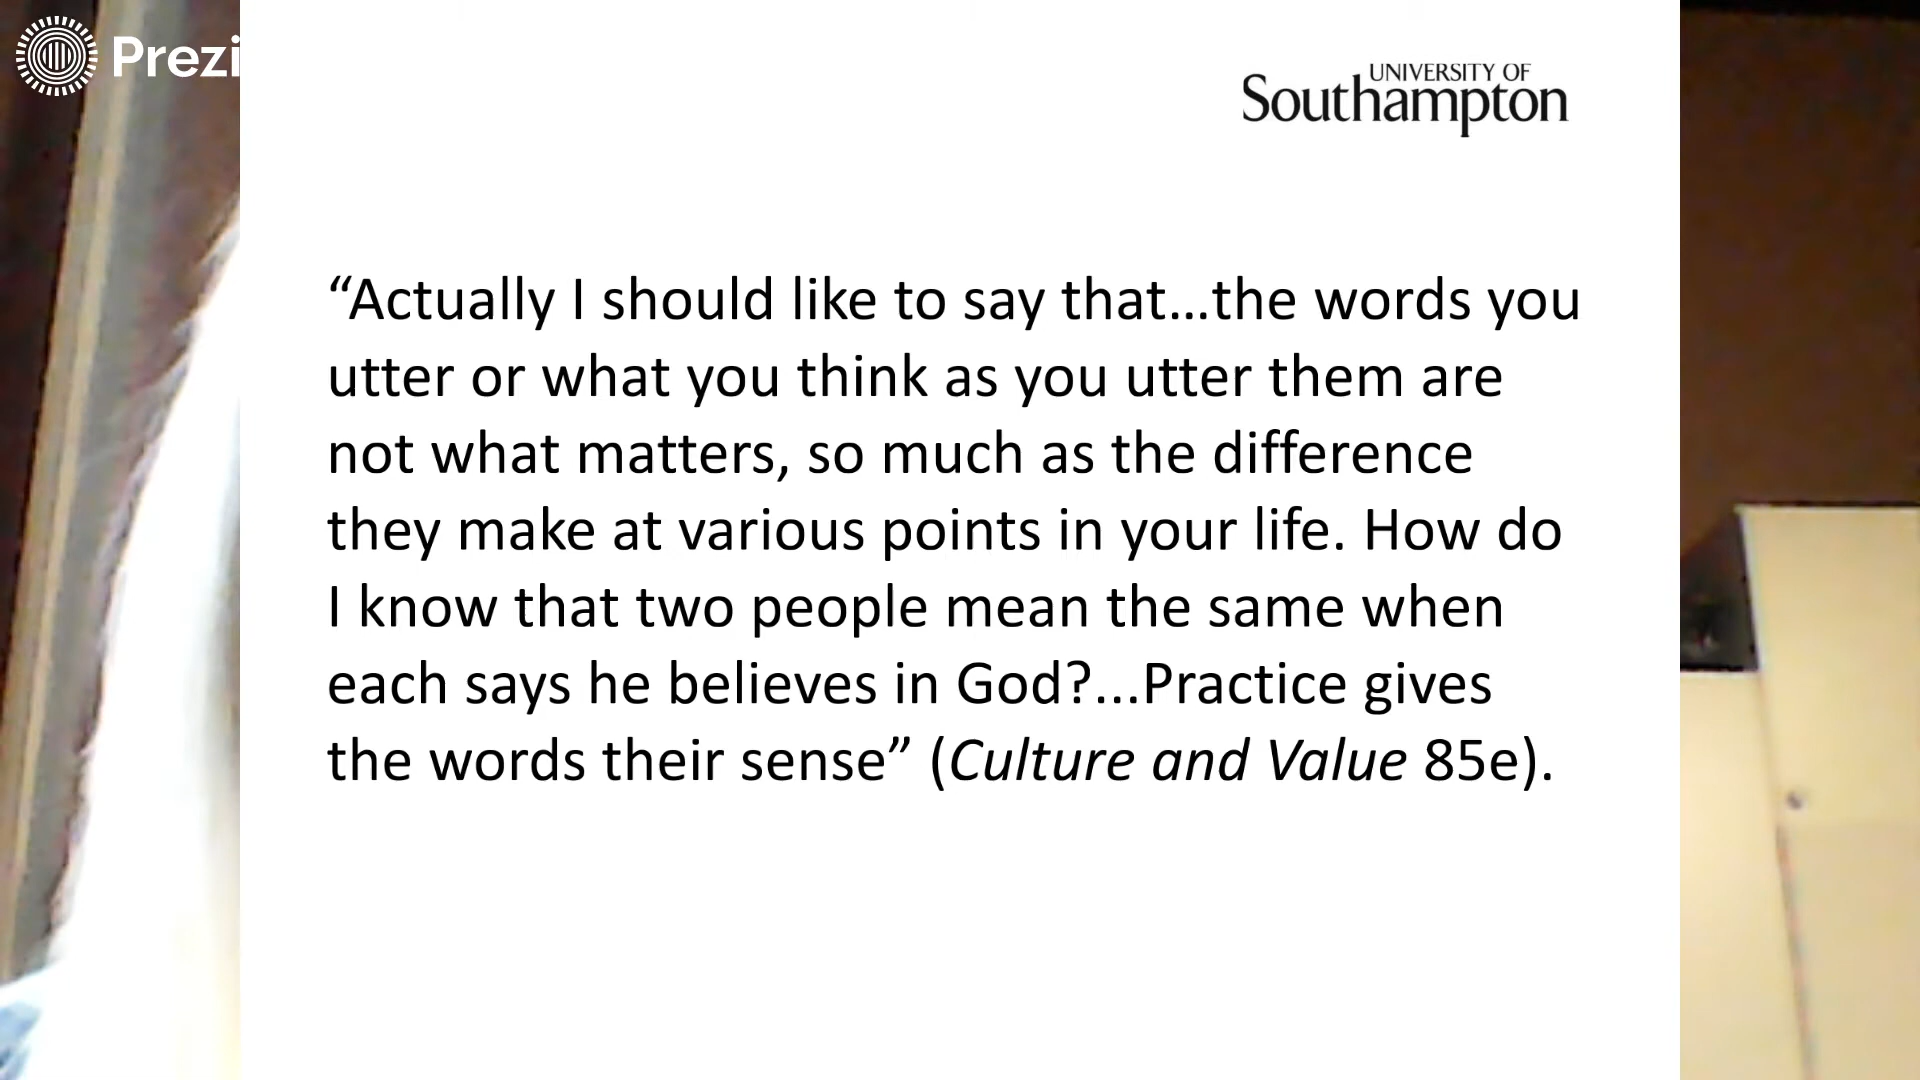 Prezi
UNIVERSITY OF
Southampton
“Actually I should like to say that…the words you
utter or what you think as you utter them are
not what matters, so much as the difference
they make at various points in your life. How do
I know that two people mean the same when
each says he believes in God?...Practice gives
the words their sense” (Culture and Value 85e).